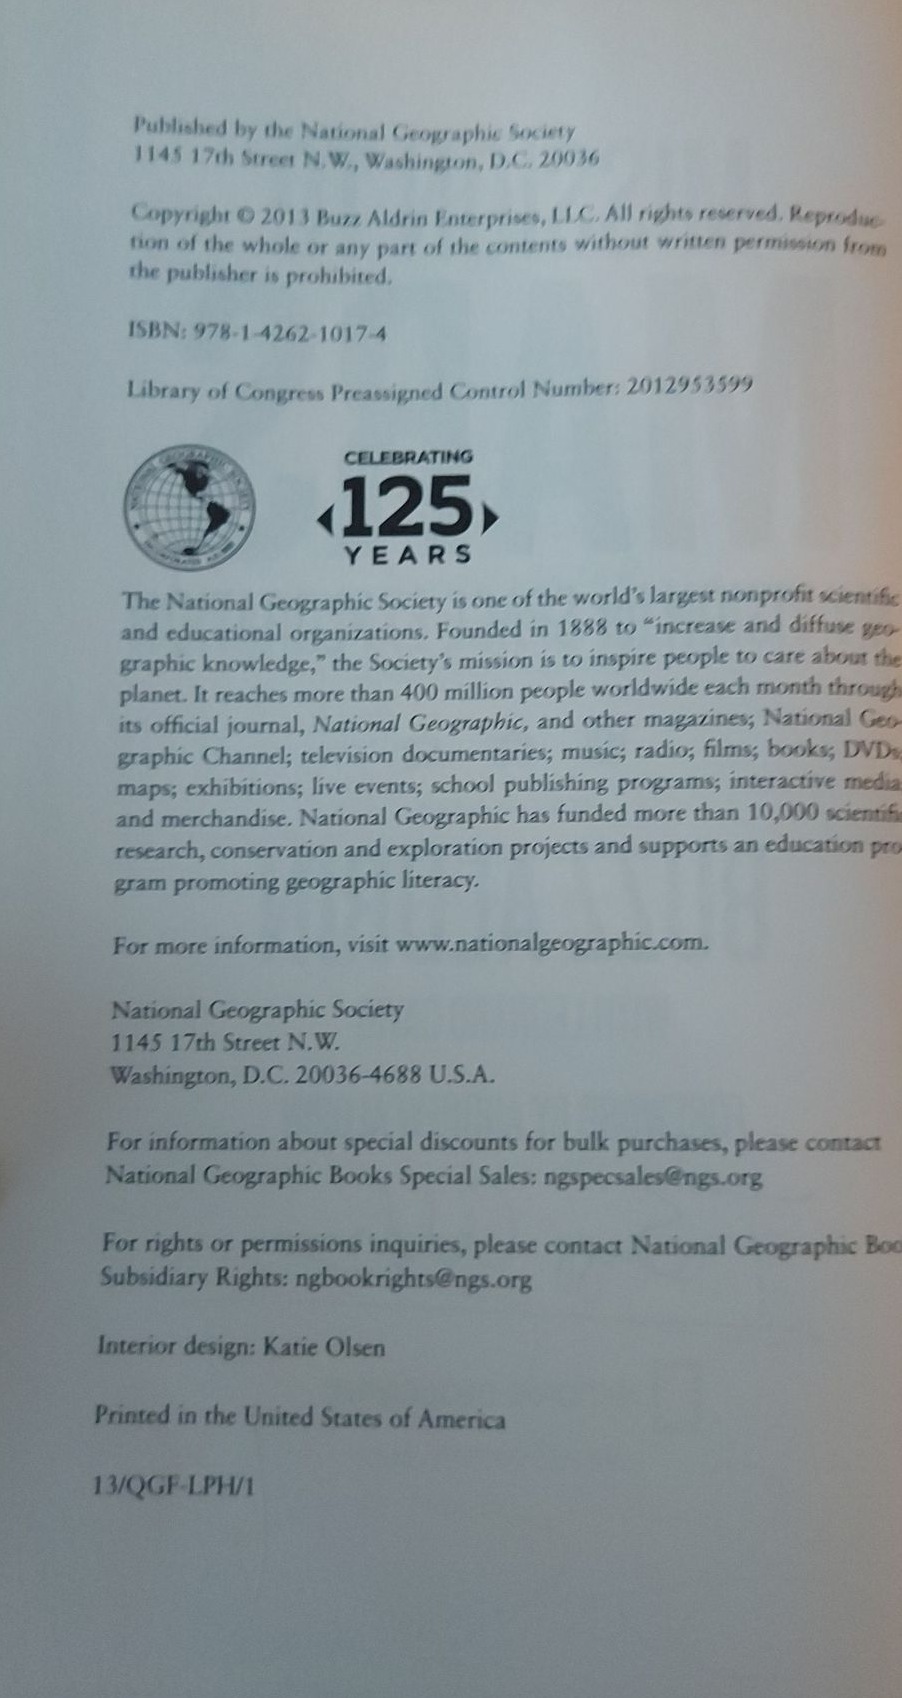 Published by the National Geographic Society
1145 17th Street N.W., Washington, D.C. 20036
Copyright © 2013 Buzz Aldrin Enterprises, LLC. All rights reserved. Reproduc-
tion of the whole or any part of the contents without written permission from
the publisher is prohibited.
ISBN: 978-1-4262-1017-4
Library of Congress Preassigned Control Number: 2012953599
NATIONAL GEOGRAPHIC SOCIETY
CELEBRATING
125
YEARS
The National Geographic Society is one of the world's largest nonprofit scientific
and educational organizations. Founded in 1888 to “increase and diffuse geo-
graphic knowledge,” the Society's mission is to inspire people to care about the
planet. It reaches more than 400 million people worldwide each month through
its official journal, National Geographic, and other magazines; National Geo-
graphic Channel; television documentaries; music; radio; films; books; DVDs
maps; exhibitions; live events; school publishing programs; interactive media
and merchandise. National Geographic has funded more than 10,000 scientifi
research, conservation and exploration projects and supports an education pro
gram promoting geographic literacy.
For more information, visit www.nationalgeographic.com.
National Geographic Society
1145 17th Street N.W.
Washington, D.C. 20036-4688 U.S.A.
For information about special discounts for bulk purchases, please contact
National Geographic Books Special Sales: ngspecsales@ngs.org
For rights or permissions inquiries, please contact National Geographic Boo
Subsidiary Rights: ngbookrights@ngs.org
Interior design: Katie Olsen
Printed in the United States of America
13/QGF-LPH/1